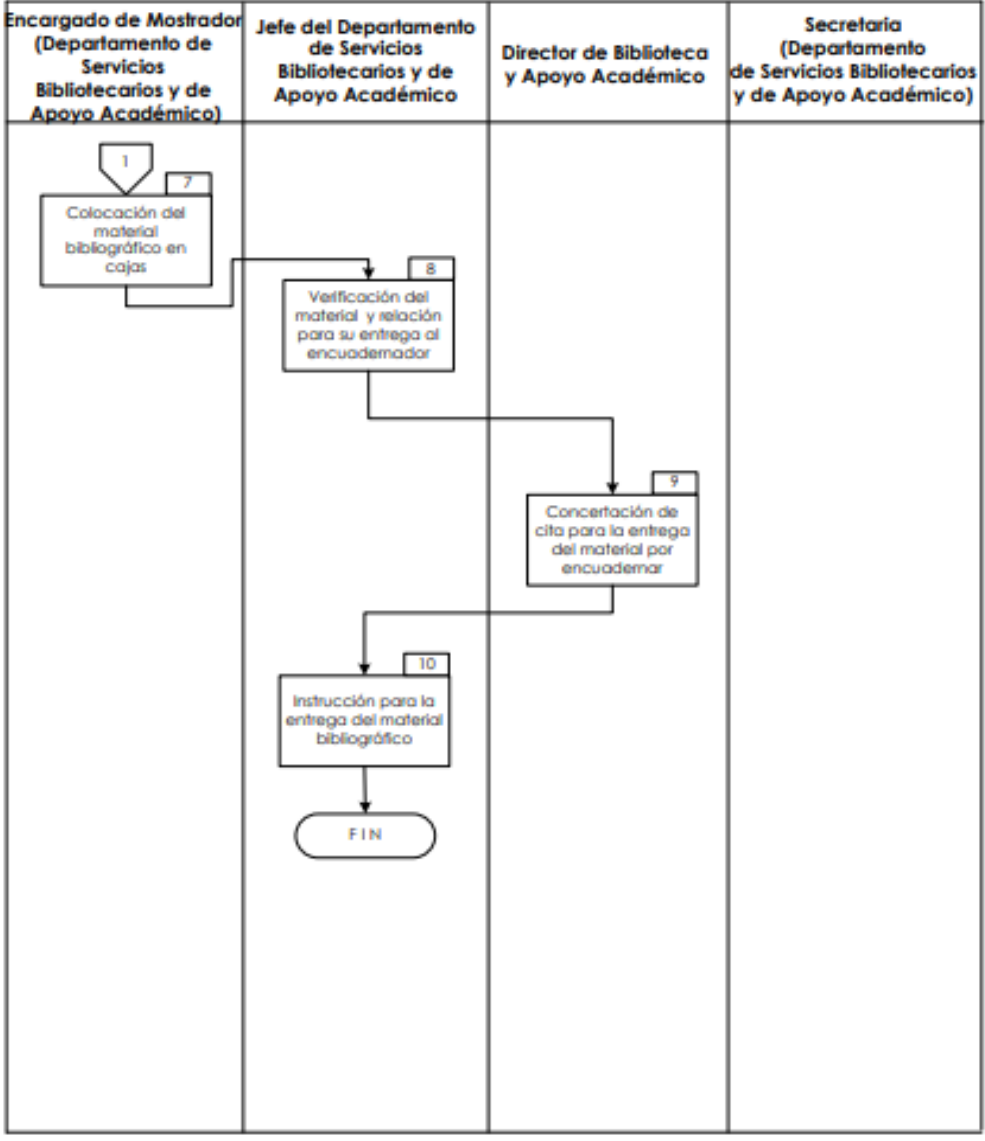 Encargado de Mostrador
(Departamento de
Servicios
Bibliotecarios y de
Apoyo Académico)
Jefe del Departamento
de Servicios
Bibliotecarios y de
Apoyo Académico
Director de Biblioteca
y Apoyo Académico
Secretaria
(Departamento
de Servicios Bibliotecarios
y de Apoyo Académico)
1
7
Colocación del
material
bibliográfico en
cajas
8
Verificación del
material y relación
para su entrega al
encuadernador
9
Concertación de
cita para la entrega
del material por
encuadernar
10
Instrucción para la
entrega del material
bibliográfico
F I N